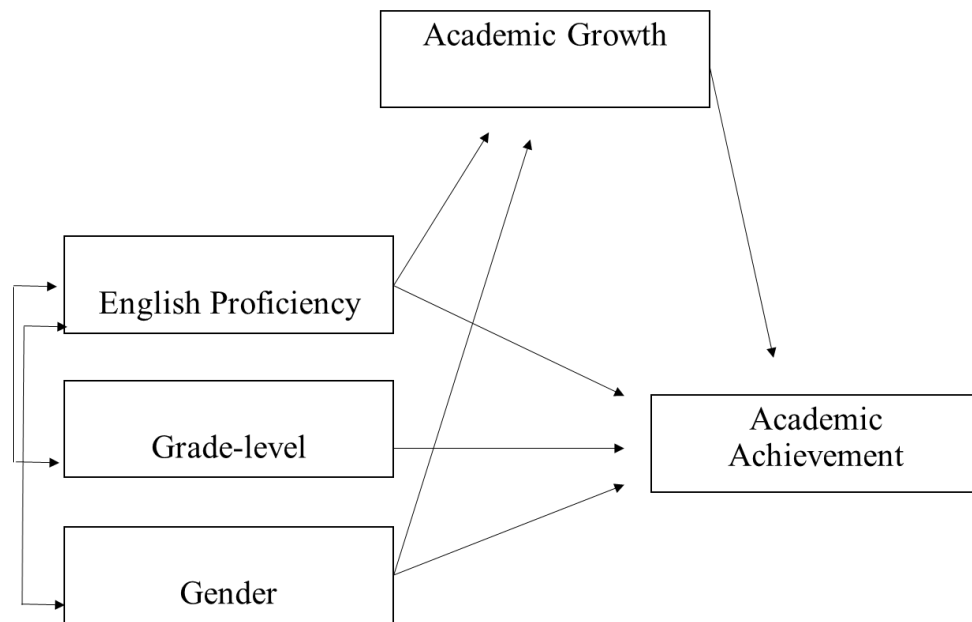 Academic Growth
English Proficiency
Grade-level
Academic
Achievement
Gender